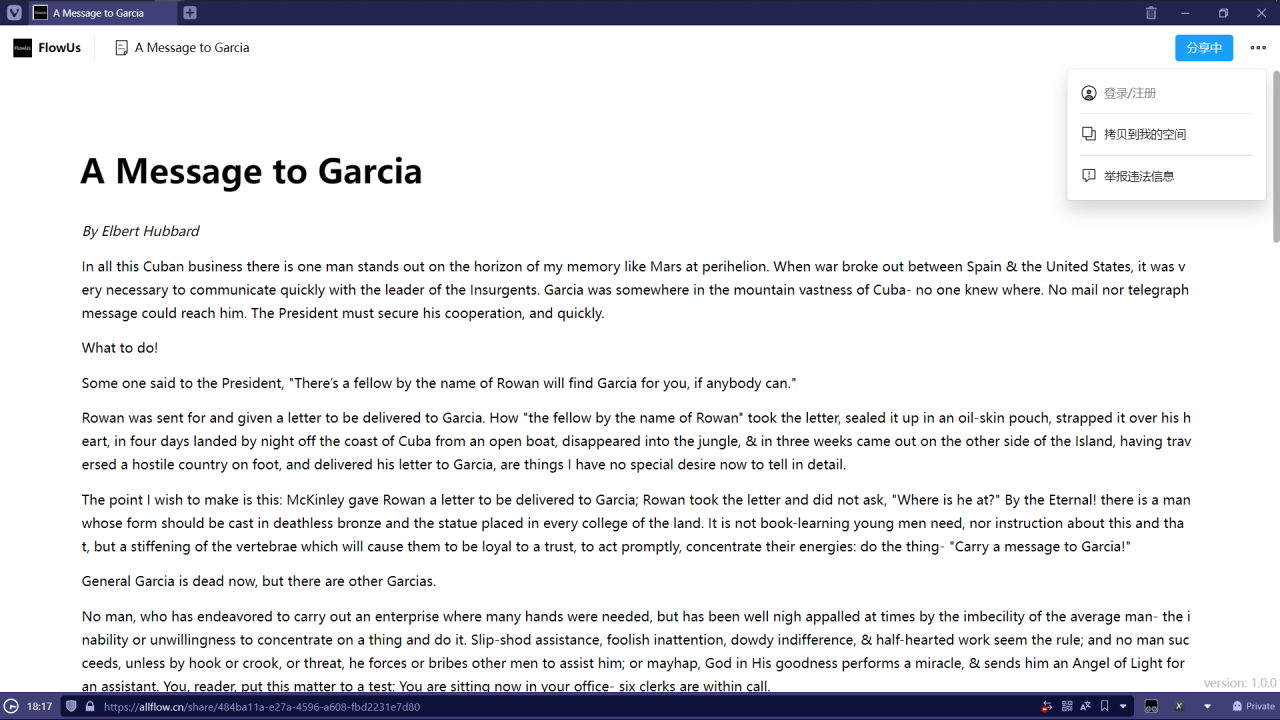 A Message to Garcia
FlowUs
A Message to Garcia
分享中
登录/注册
拷贝到我的空间
举报违法信息
A Message to Garcia
By Elbert Hubbard
In all this Cuban business there is one man stands out on the horizon of my memory like Mars at perihelion. When war broke out between Spain & the United States, it was v
ery necessary to communicate quickly with the leader of the Insurgents. Garcia was somewhere in the mountain vastness of Cuba- no one knew where. No mail nor telegraph
message could reach him. The President must secure his cooperation, and quickly.
What to do!
Some one said to the President, "There's a fellow by the name of Rowan will find Garcia for you, if anybody can."
Rowan was sent for and given a letter to be delivered to Garcia. How "the fellow by the name of Rowan" took the letter, sealed it up in an oil-skin pouch, strapped it over his h
eart, in four days landed by night off the coast of Cuba from an open boat, disappeared into the jungle, & in three weeks came out on the other side of the Island, having trav
ersed a hostile country on foot, and delivered his letter to Garcia, are things I have no special desire now to tell in detail.
The point I wish to make is this: McKinley gave Rowan a letter to be delivered to Garcia; Rowan took the letter and did not ask, "Where is he at?" By the Eternal! there is a man
whose form should be cast in deathless bronze and the statue placed in every college of the land. It is not book-learning young men need, nor instruction about this and tha
t, but a stiffening of the vertebrae which will cause them to be loyal to a trust, to act promptly, concentrate their energies: do the thing- "Carry a message to Garcia!"
General Garcia is dead now, but there are other Garcias.
No man, who has endeavored to carry out an enterprise where many hands were needed, but has been well nigh appalled at times by the imbecility of the average man- the i
nability or unwillingness to concentrate on a thing and do it. Slip-shod assistance, foolish inattention, dowdy indifference, & half-hearted work seem the rule; and no man suc
ceeds, unless by hook or crook, or threat, he forces or bribes other men to assist him; or mayhap, God in His goodness performs a miracle, & sends him an Angel of Light for
an assistant. You, reader, put this matter to a test: You are sitting now in your office- six clerks are within call.
version: 1.0.0
18:17
https://allflow.cn/share/484ba11a-e27a-4596-a608-fbd2231e7d80
Private